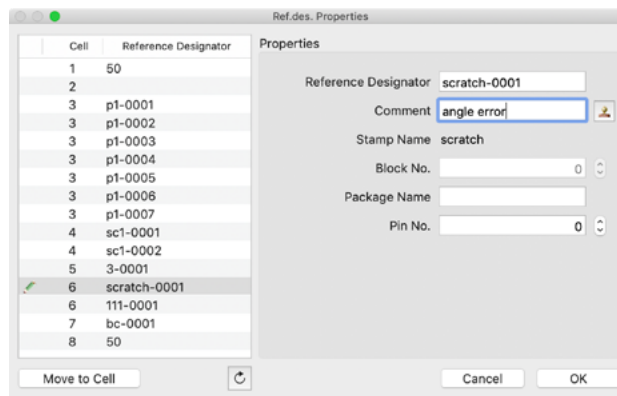 Ref.des. Properties
Cell Reference Designator
1 50
2
3 p1-0001
3 p1-0002
3 p1-0003
3 p1-0004
3 p1-0005
3 p1-0006
3 p1-0007
4 sc1-0001
4 sc1-0002
5 3-0001
6 scratch-0001
6 111-0001
7 bc-0001
8 50
Move to Cell
Properties
Reference Designator scratch-0001
Comment angle error
Stamp Name scratch
Block No. 0
Package Name
Pin No. 0
Cancel OK